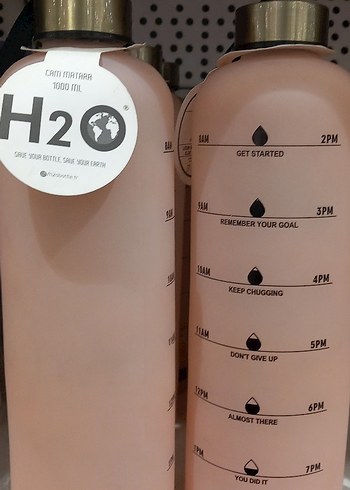 CAM MATARA
1000 ML
H2O
SAVE YOUR BOTTLE, SAVE YOUR EARTH
8AM
9AM
8AM 2PM
GET STARTED
9AM 3PM
REMEMBER YOUR GOAL
10AM 4PM
KEEP CHUGGING
11AM 5PM
DON'T GIVE UP
12PM 6PM
ALMOST THERE
1PM 7PM
YOU DID IT